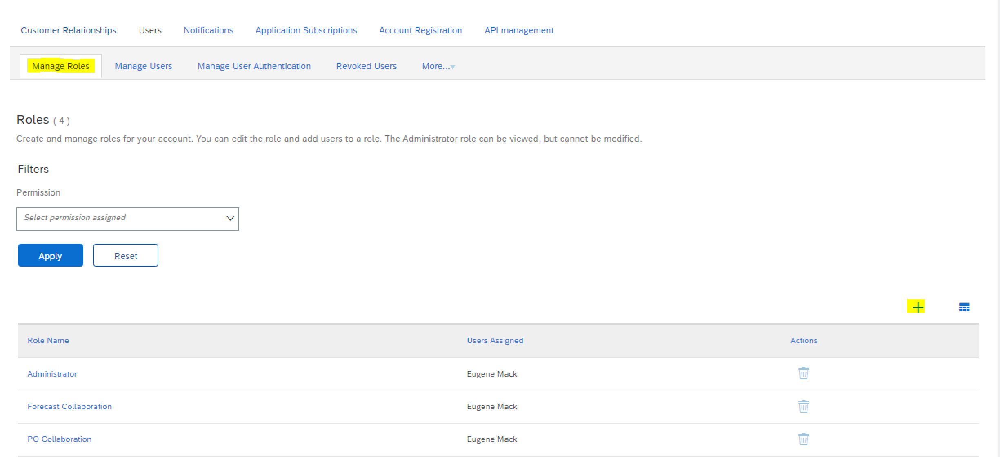 Customer Relationships Users Notifications Application Subscriptions Account Registration API management
Manage Roles Manage Users Manage User Authentication Revoked Users More...
Roles ( 4 )
Create and manage roles for your account. You can edit the role and add users to a role. The Administrator role can be viewed, but cannot be modified.
Filters
Permission
Select permission assigned
Apply Reset
Role Name Users Assigned Actions
Administrator Eugene Mack
Forecast Collaboration Eugene Mack
PO Collaboration Eugene Mack